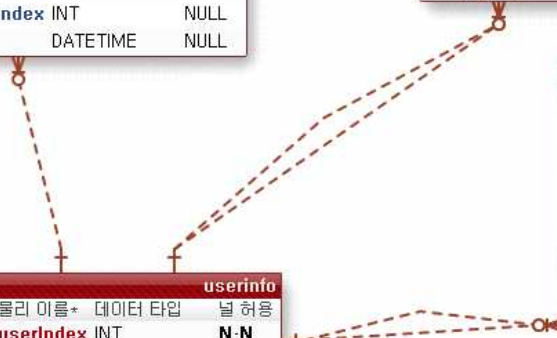 ndex INT NULL
DATETIME NULL
userinfo
물리 이름* 데이터 타입 널 허용
userIndex INT N-N